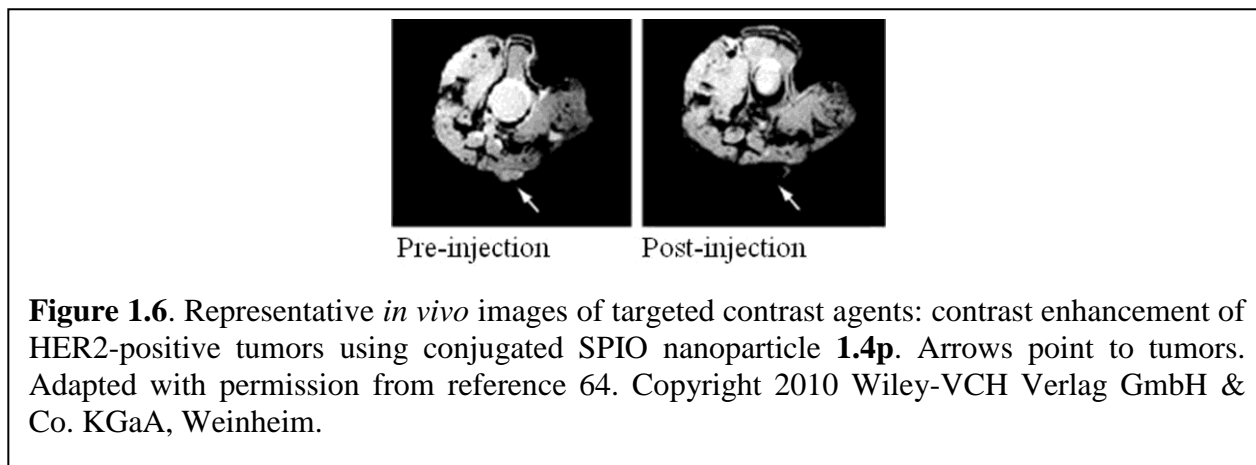 Pre-injection
Post-injection
Figure 1.6. Representative in vivo images of targeted contrast agents: contrast enhancement of
HER2-positive tumors using conjugated SPIO nanoparticle 1.4p. Arrows point to tumors.
Adapted with permission from reference 64. Copyright 2010 Wiley-VCH Verlag GmbH &
Co. KGaA, Weinheim.